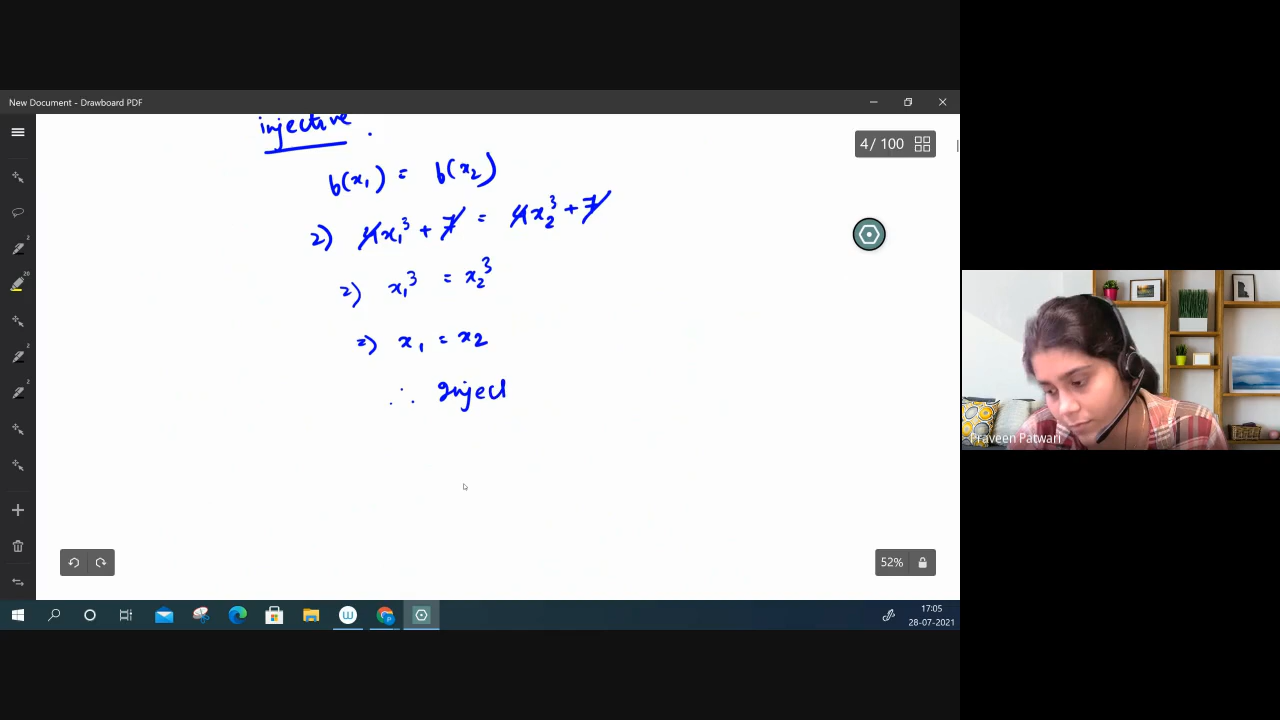 New Document - Drawboard PDF
injective.
4 / 100
f(x₁) = f(x₂)
⇒) 4x₁³ + 7 = 4x₂³ + 7
⇒) x₁³ = x₂³
⇒) x₁ = x₂
∴ Inject
Praveen Patwari
52%
17:05
28-07-2021